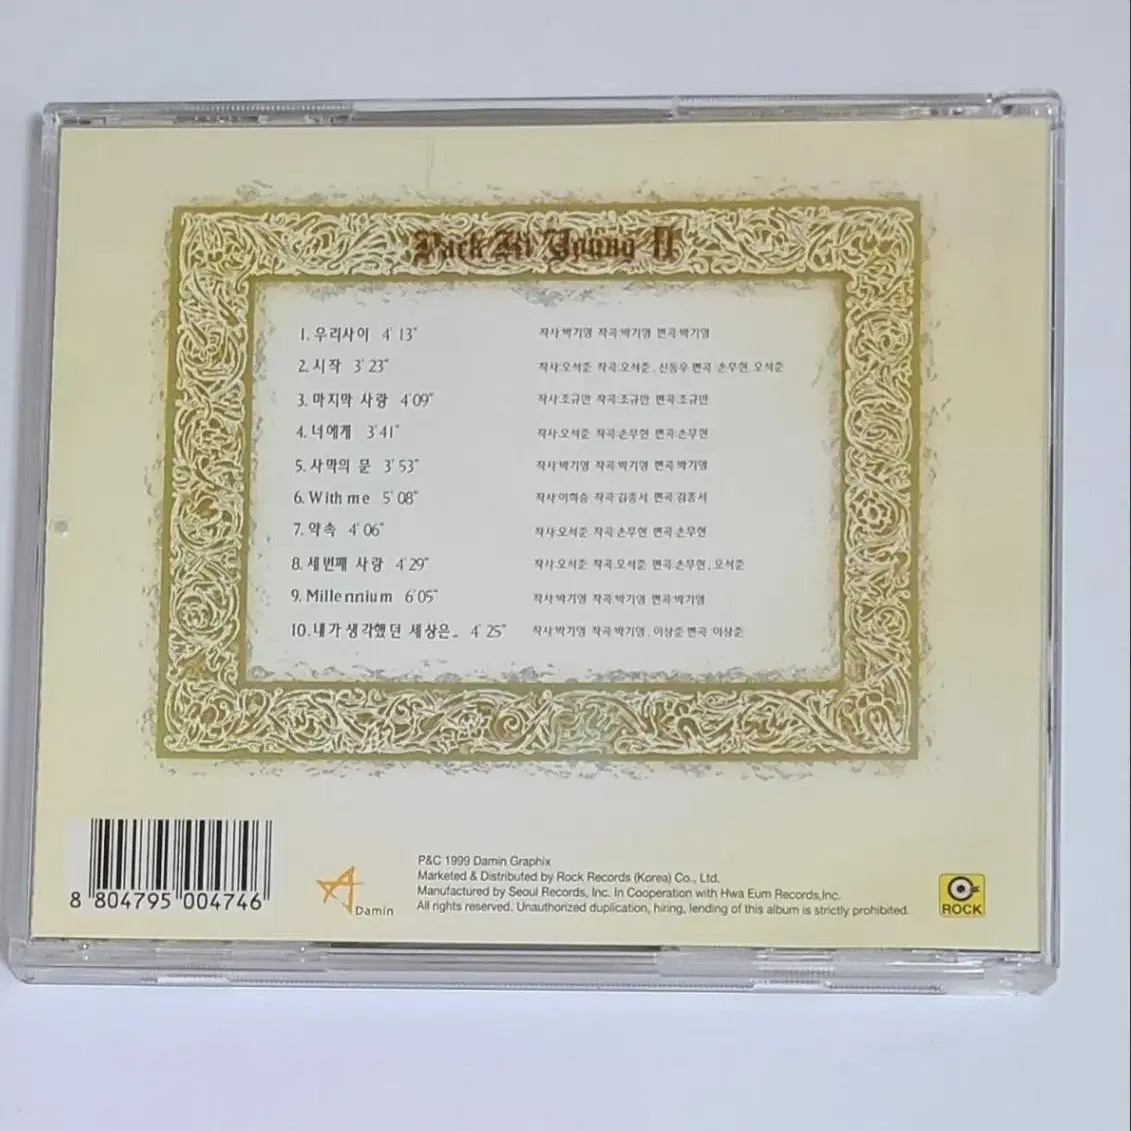 Park Ki Young II
1. 우리사이 4' 13" 작사:박기영 작곡:박기영 편곡:박기영
2. 시작 3' 23" 작사:오석준 작곡:오석준, 신동우 편곡:손무현, 오석준
3. 마지막 사랑 4'09" 작사:조규만 작곡:조규만 편곡:조규만
4. 너에게 3'41" 작사:오석준 작곡:손무현 편곡:손무현
5. 사막의 문 3' 53" 작사:박기영 작곡:박기영 편곡:박기영
6. With me 5' 08" 작사:이희승 작곡:김종서 편곡:김종서
7. 약속 4' 06" 작사:오석준 작곡:손무현 편곡:손무현
8. 세번째 사랑 4'29" 작사:오석준 작곡:오석준 편곡:손무현, 오석준
9. Millennium 6'05" 작사:박기영 작곡:박기영 편곡:박기영
10. 내가 생각했던 세상은.. 4' 25" 작사:박기영 작곡:박기영, 이상준 편곡:이상준
8 804795 004746
Damin
P&C 1999 Damin Graphix
Marketed & Distributed by Rock Records (Korea) Co., Ltd.
Manufactured by Seoul Records, Inc. In Cooperation with Hwa Eum Records,Inc.
All rights reserved. Unauthorized duplication, hiring, lending of this album is strictly prohibited.
ROCK